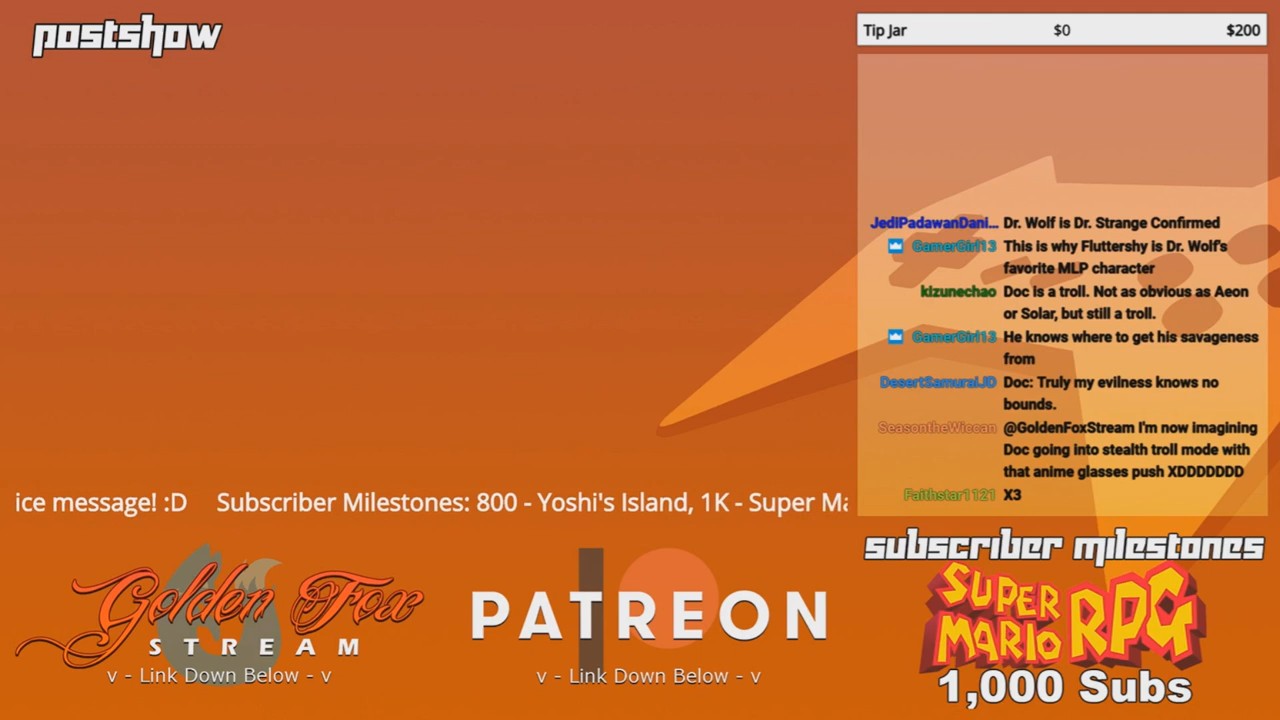 postshow
Tip Jar $0 $200
JediPadawanDani... Dr. Wolf is Dr. Strange Confirmed
GamerGirl13 This is why Fluttershy is Dr. Wolf's
favorite MLP character
kizunechao Doc is a troll. Not as obvious as Aeon
or Solar, but still a troll.
GamerGirl13 He knows where to get his savageness
from
DesertSamuraiJD Doc: Truly my evilness knows no
bounds.
SeasontheWiccan @GoldenFoxStream I'm now imagining
Doc going into stealth troll mode with
that anime glasses push XDDDDDDD
Faithstar1121 X3
ice message! :D Subscriber Milestones: 800 - Yoshi's Island, 1K - Super Ma
Golden Fox
STREAM
v - Link Down Below - v
PATREON
v - Link Down Below - v
subscriber milestones
SUPER
MARIO RPG
1,000 Subs